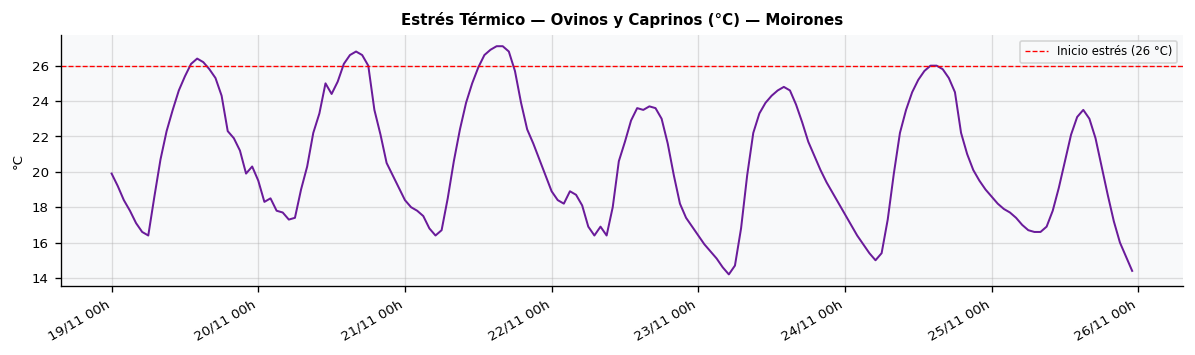 Estrés Térmico — Ovinos y Caprinos (°C) — Moirones
Inicio estrés (26 °C)
°C
26
24
22
20
18
16
14
19/11 00h
20/11 00h
21/11 00h
22/11 00h
23/11 00h
24/11 00h
25/11 00h
26/11 00h